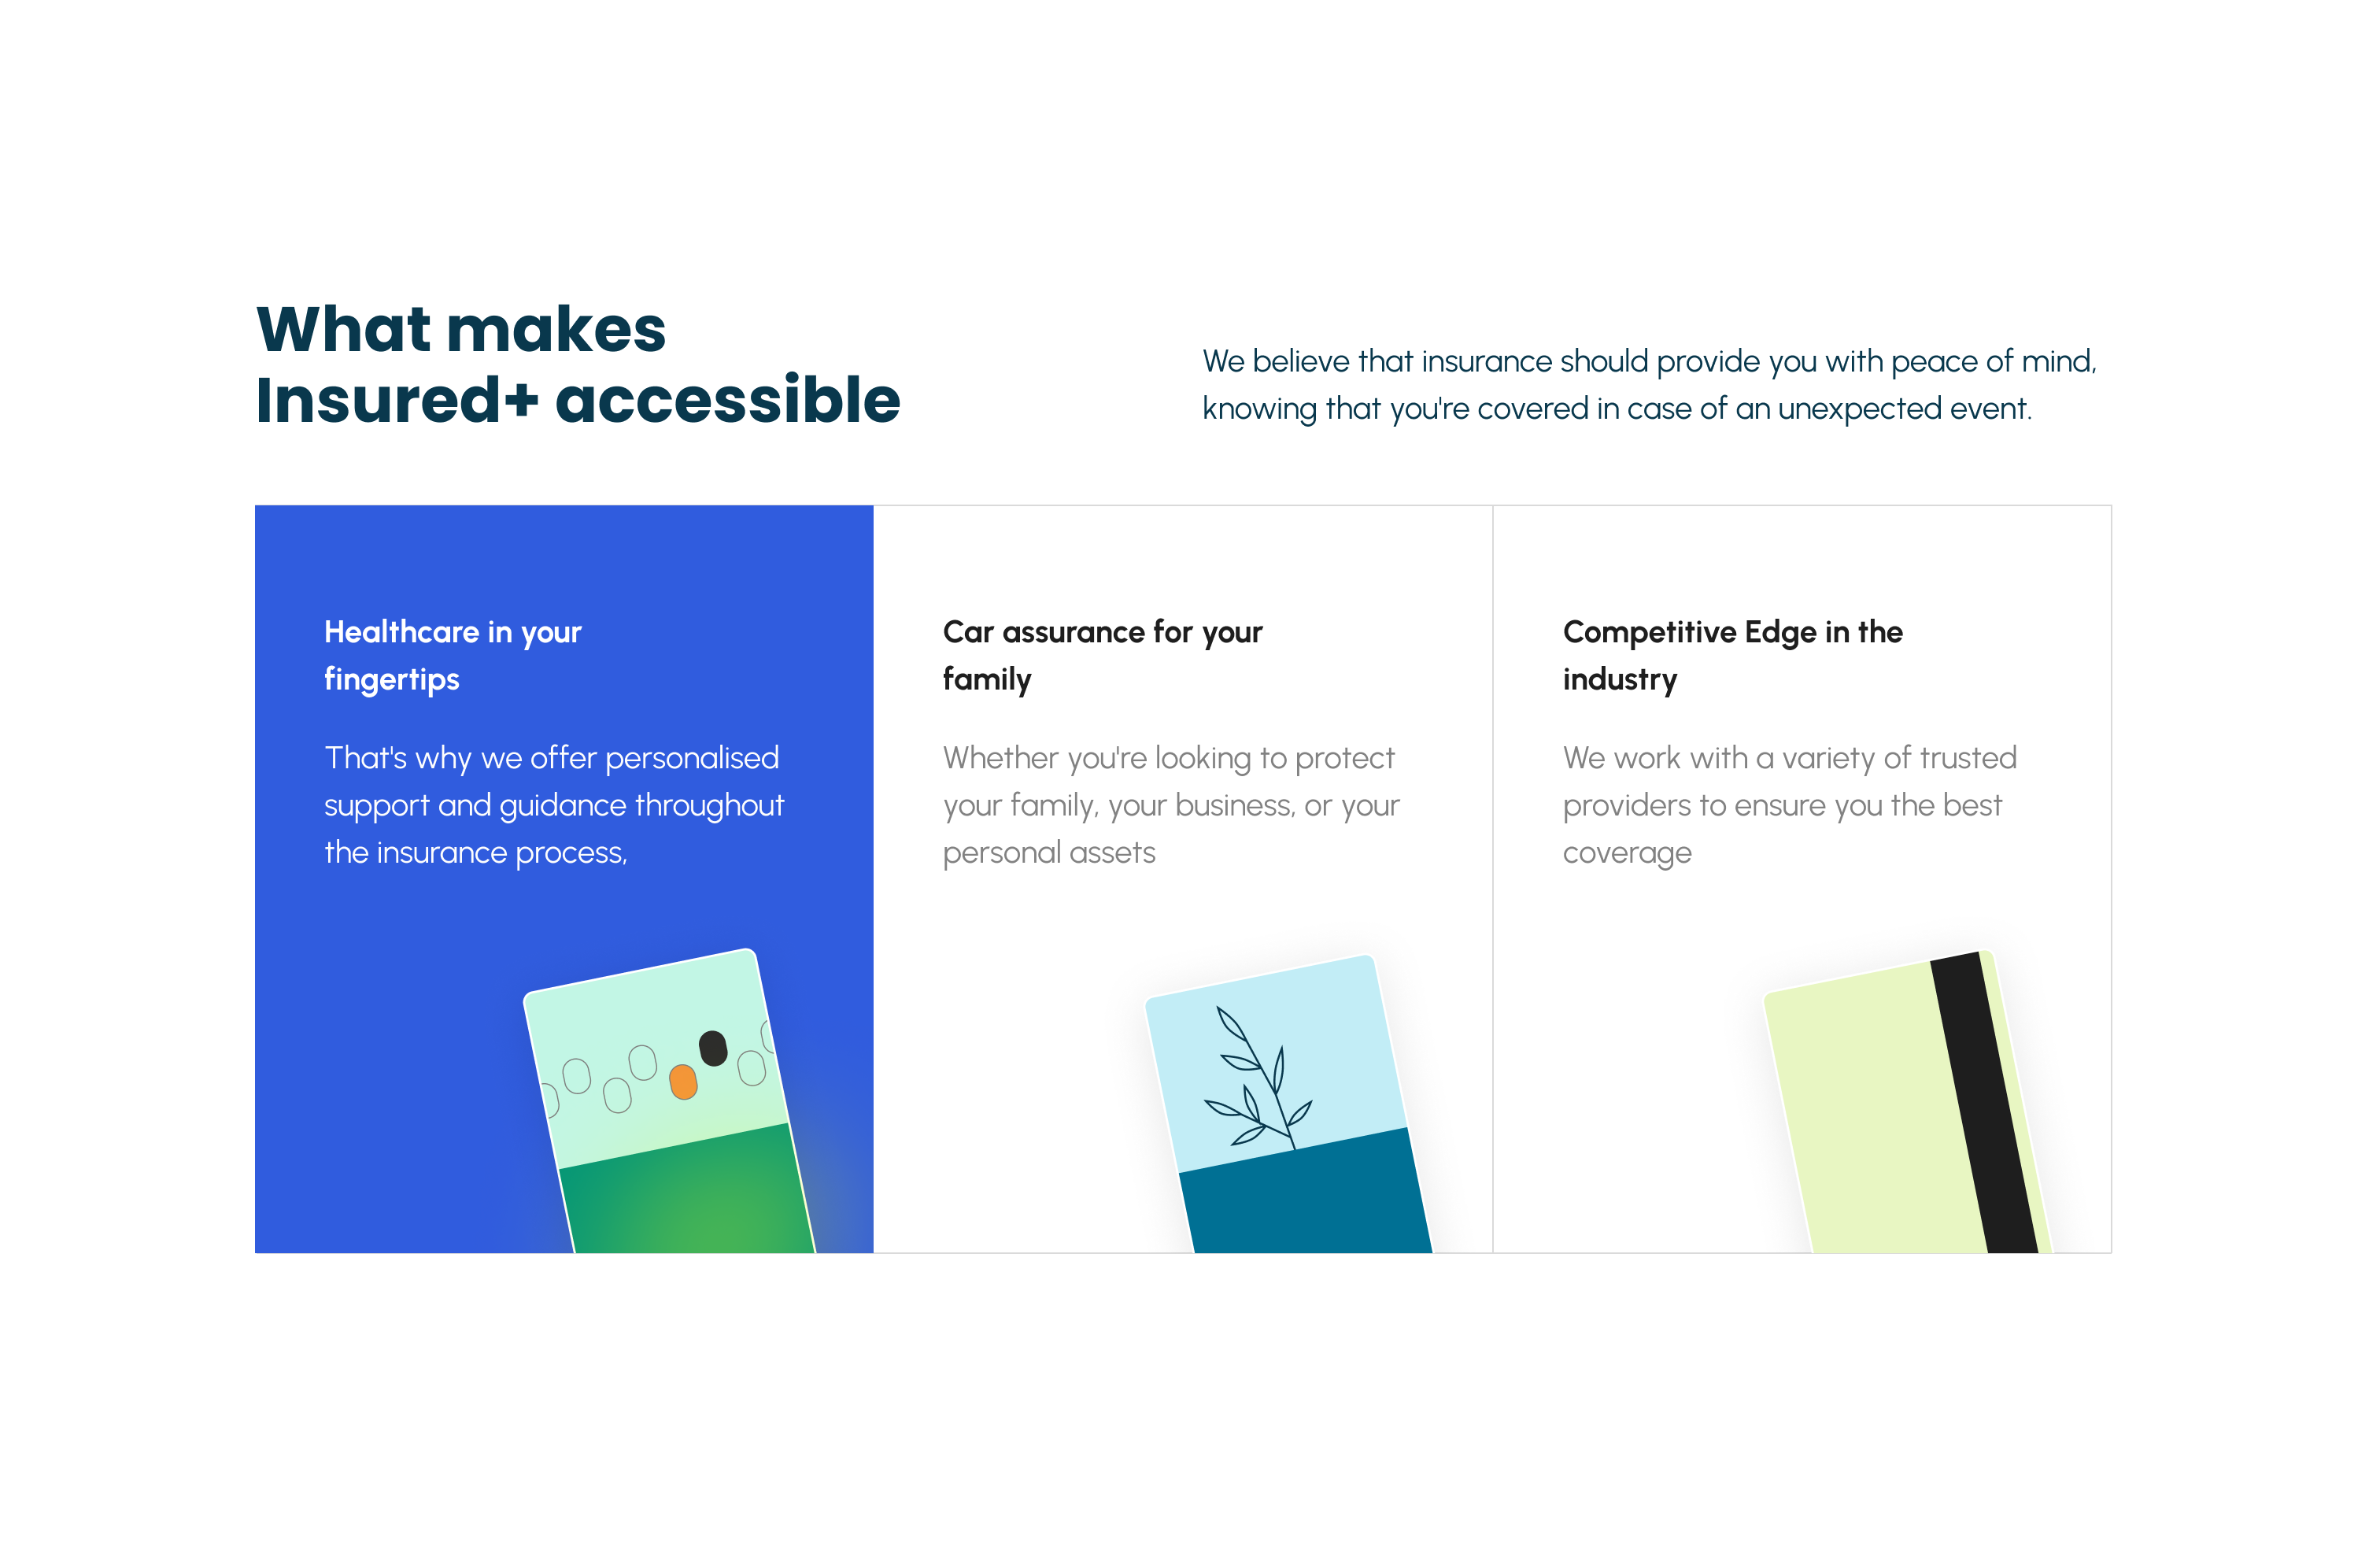 What makes
Insured+ accessible
We believe that insurance should provide you with peace of mind,
knowing that you're covered in case of an unexpected event.
Healthcare in your
fingertips
That's why we offer personalised
support and guidance throughout
the insurance process,
Car assurance for your
family
Whether you're looking to protect
your family, your business, or your
personal assets
Competitive Edge in the
industry
We work with a variety of trusted
providers to ensure you the best
coverage